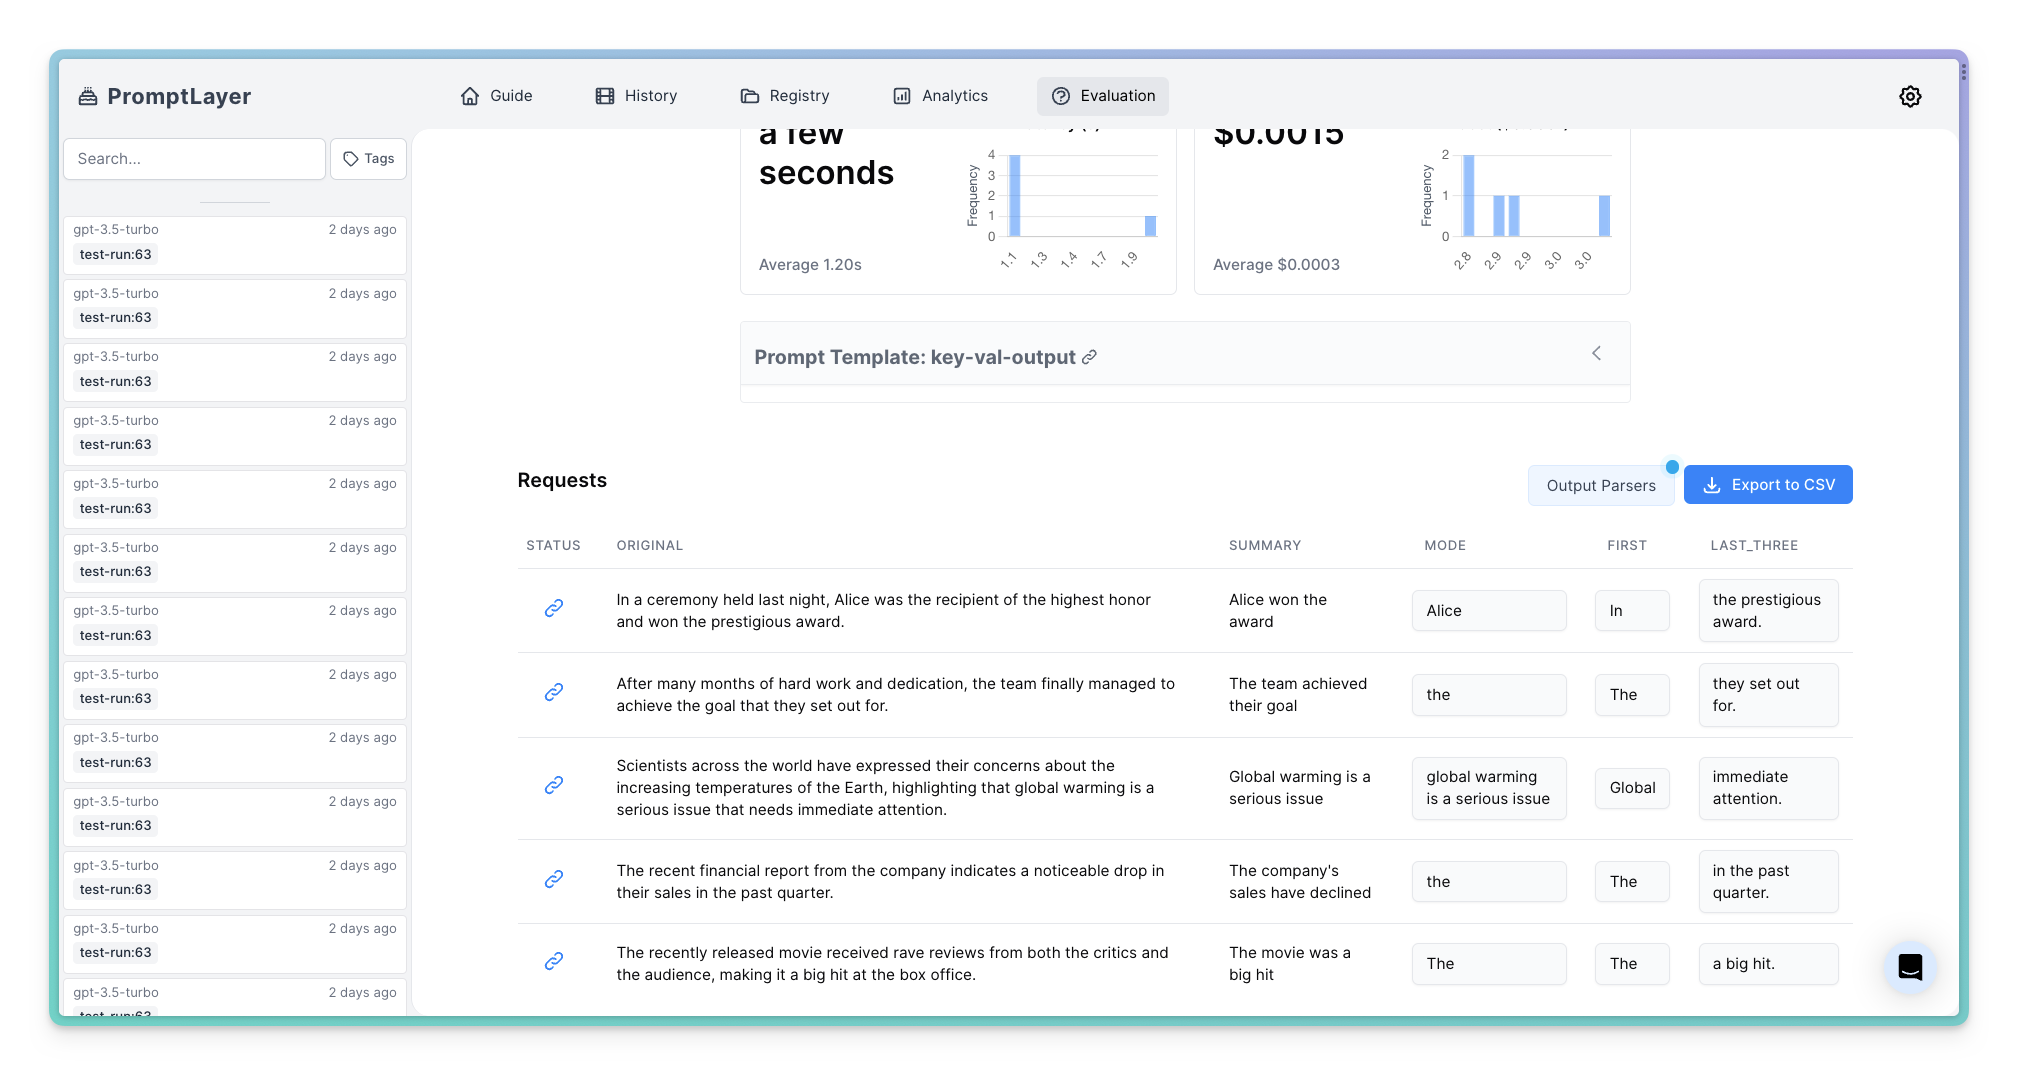 PromptLayer
Guide
History
Registry
Analytics
Evaluation
Search...
Tags
gpt-3.5-turbo 2 days ago
test-run:63
gpt-3.5-turbo 2 days ago
test-run:63
gpt-3.5-turbo 2 days ago
test-run:63
gpt-3.5-turbo 2 days ago
test-run:63
gpt-3.5-turbo 2 days ago
test-run:63
gpt-3.5-turbo 2 days ago
test-run:63
gpt-3.5-turbo 2 days ago
test-run:63
gpt-3.5-turbo 2 days ago
test-run:63
gpt-3.5-turbo 2 days ago
test-run:63
gpt-3.5-turbo 2 days ago
test-run:63
gpt-3.5-turbo 2 days ago
test-run:63
gpt-3.5-turbo 2 days ago
test-run:63
gpt-3.5-turbo 2 days ago
test-run:63
a few
seconds
Average 1.20s
Frequency
4
3
2
1
0
1.1 1.3 1.4 1.7 1.9
$0.0015
Average $0.0003
Frequency
2
1
0
2.8 2.9 2.9 3.0 3.0
Prompt Template: key-val-output
Requests
Output Parsers
Export to CSV
STATUS ORIGINAL SUMMARY MODE FIRST LAST_THREE
In a ceremony held last night, Alice was the recipient of the highest honor
and won the prestigious award.
Alice won the
award
Alice
In
the prestigious
award.
After many months of hard work and dedication, the team finally managed to
achieve the goal that they set out for.
The team achieved
their goal
the
The
they set out
for.
Scientists across the world have expressed their concerns about the
increasing temperatures of the Earth, highlighting that global warming is a
serious issue that needs immediate attention.
Global warming is a
serious issue
global warming
is a serious issue
Global
immediate
attention.
The recent financial report from the company indicates a noticeable drop in
their sales in the past quarter.
The company's
sales have declined
the
The
in the past
quarter.
The recently released movie received rave reviews from both the critics and
the audience, making it a big hit at the box office.
The movie was a
big hit
The
The
a big hit.